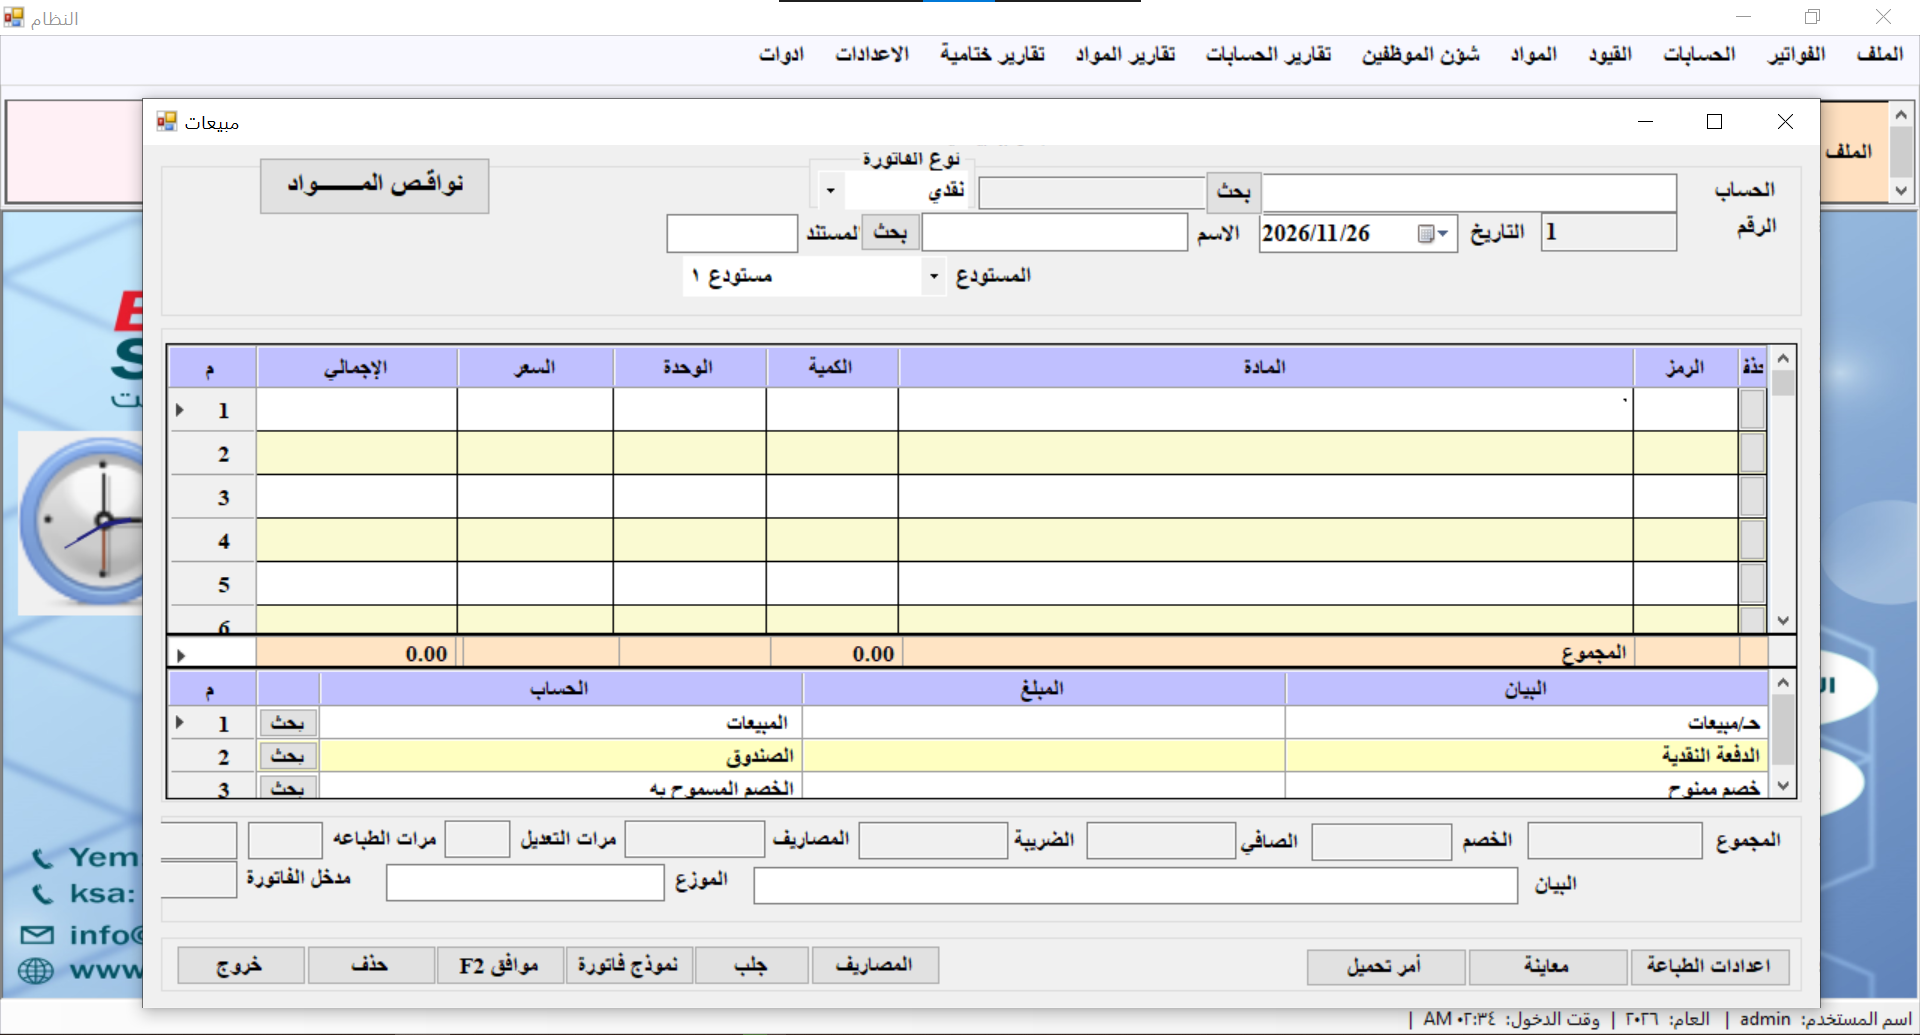 النظام
الملف الفواتير الحسابات القيود المواد شؤن الموظفين تقارير الحسابات تقارير المواد تقارير ختامية الاعدادات ادوات
الملف
مبيعات
نوع الفاتورة
الحساب بحث نقدي نواقص المـــــواد
الرقم 1 التاريخ 2026/11/26 الاسم بحث المستند
المستودع مستودع ١
الرمز المادة الكمية الوحدة السعر الإجمالي م
1
2
3
4
5
6
المجموع 0.00 0.00
البيان المبلغ الحساب م
حـ/مبيعات المبيعات بحث 1
الدفعة النقدية الصندوق بحث 2
خصم ممنوح الخصم المسموح به بحث 3
المجموع الخصم الصافي الضريبة المصاريف مرات التعديل مرات الطباعه
البيان الموزع مدخل الفاتورة
اعدادات الطباعة معاينة أمر تحميل المصاريف جلب نموذج فاتورة موافق F2 حذف خروج
Yem
ksa:
info@
www
اسم المستخدم: admin | العام: ٢٠٢٦ | وقت الدخول: ٠٢:٣٤ AM |